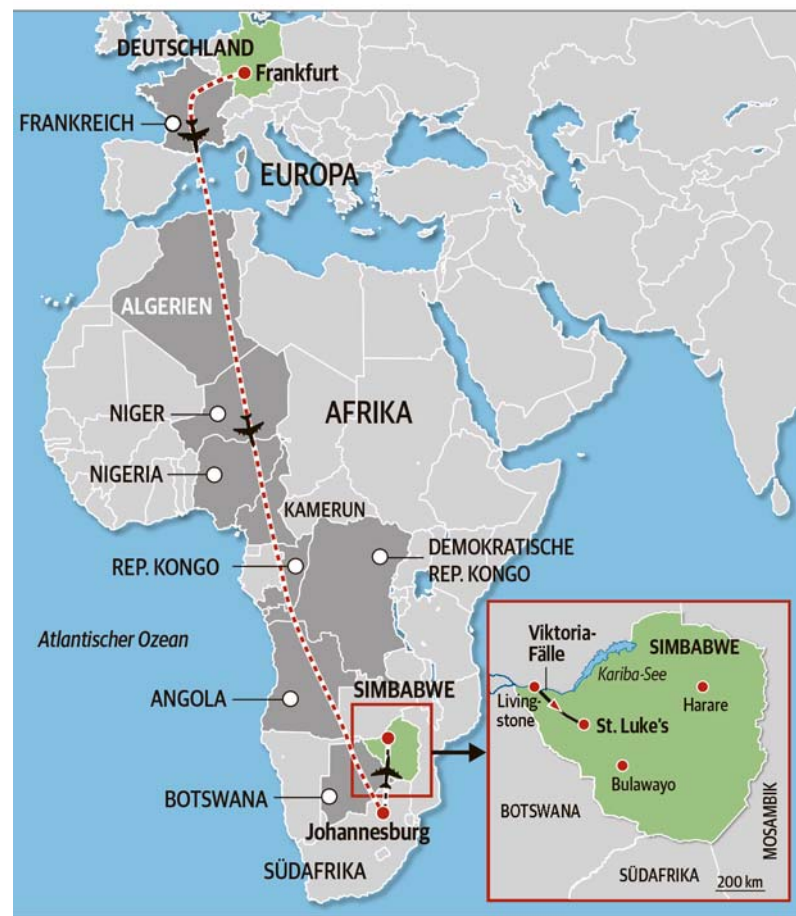 DEUTSCHLAND
Frankfurt
FRANKREICH
EUROPA
ALGERIEN
NIGER
AFRIKA
NIGERIA
KAMERUN
REP. KONGO
DEMOKRATISCHE
REP. KONGO
Atlantischer Ozean
ANGOLA
SIMBABWE
BOTSWANA
Johannesburg
SÜDAFRIKA
Viktoria-
Fälle
SIMBABWE
Kariba-See
Living-
stone
Harare
St. Luke's
Bulawayo
BOTSWANA
MOSAMBIK
SÜDAFRIKA
200 km